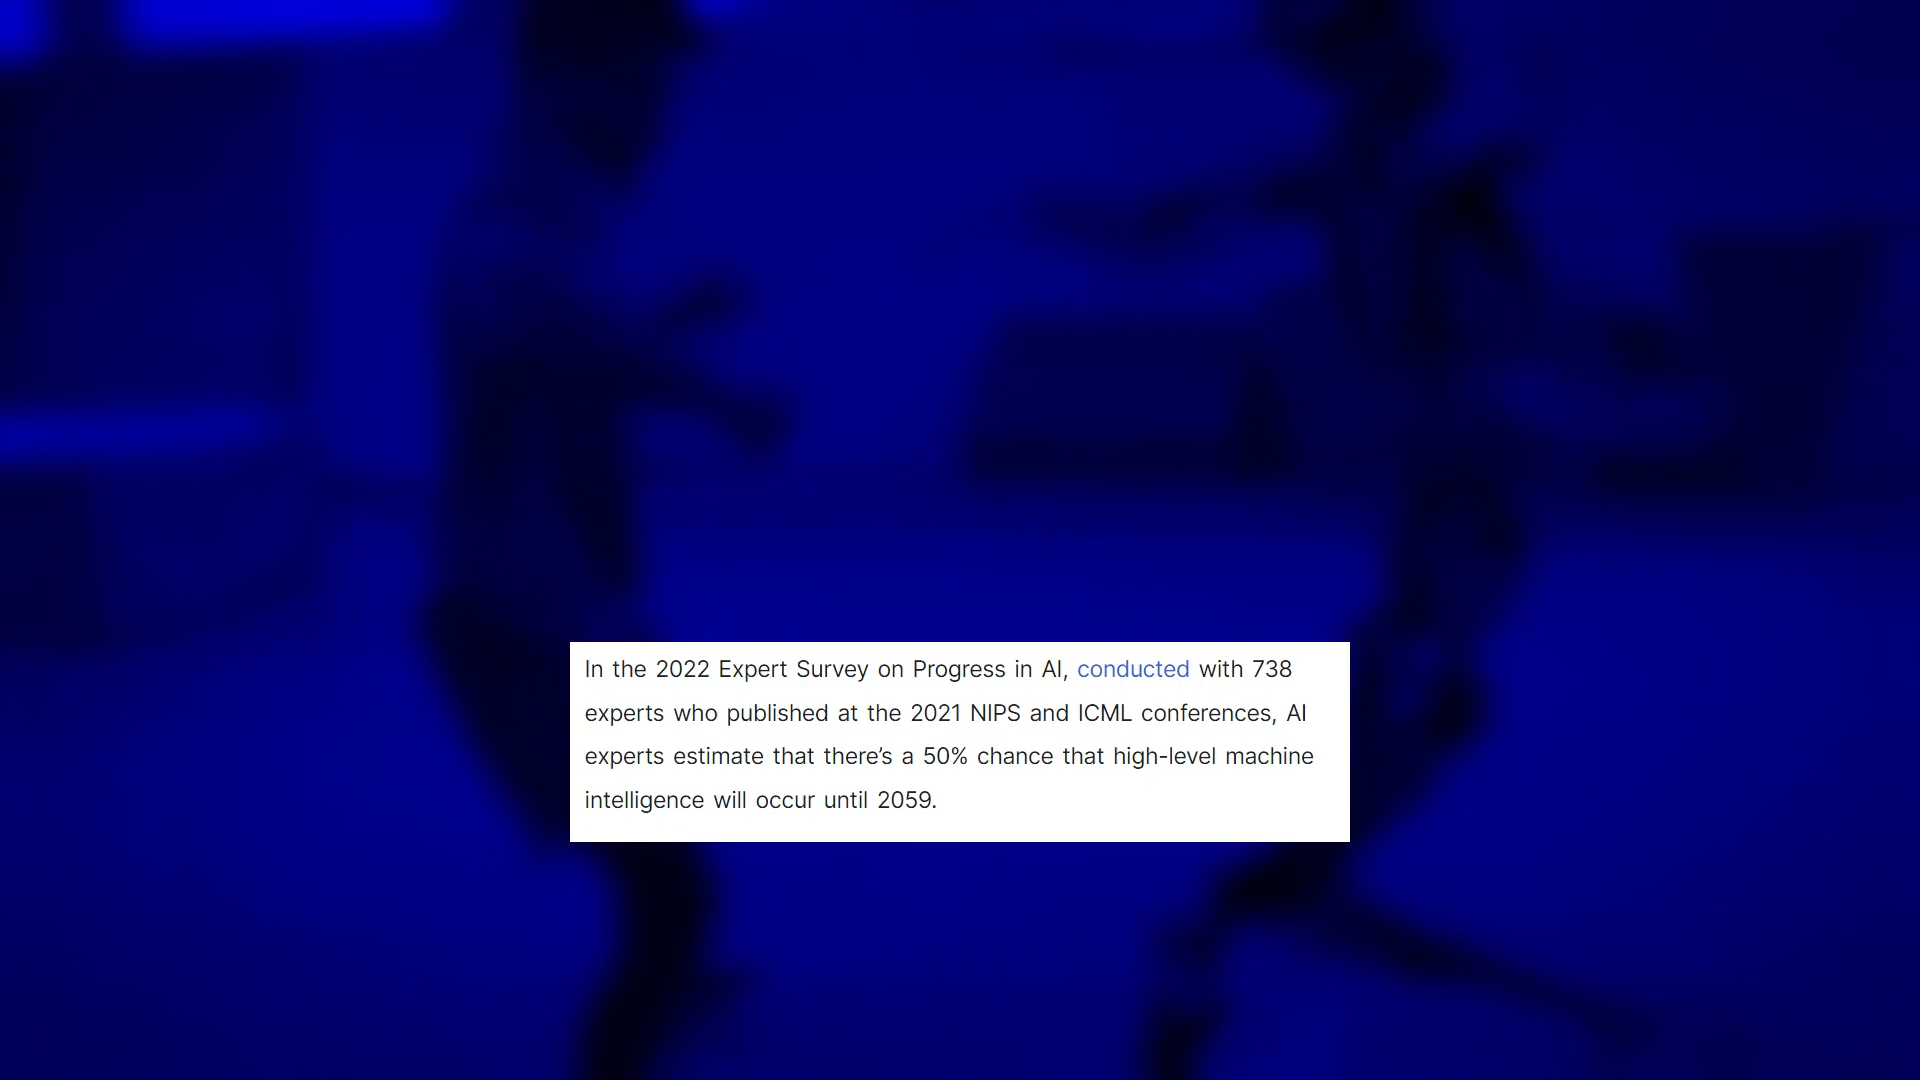 In the 2022 Expert Survey on Progress in AI, conducted with 738
experts who published at the 2021 NIPS and ICML conferences, AI
experts estimate that there’s a 50% chance that high-level machine
intelligence will occur until 2059.